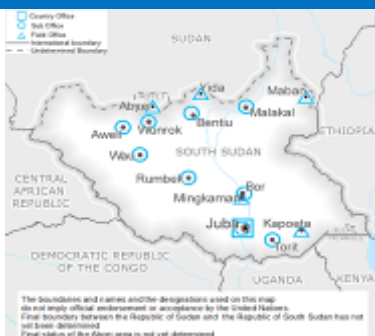 Country Office
Sub Office
Field Office
International boundary
Undetermined Boundary
SUDAN
Yida
Maban
Abyei
Malakal
Wunrok
Bentiu
Aweil
ETHIOPIA
Wau
SOUTH SUDAN
CENTRAL
AFRICAN
REPUBLIC
Rumbek
Bor
Mingkaman
Juba
Kapoeta
Torit
DEMOCRATIC REPUBLIC
OF THE CONGO
UGANDA
KENYA
The boundaries and names and the designations used on this map
do not imply official endorsement or acceptance by the United Nations.
Final boundary between the Republic of Sudan and the Republic of South Sudan has not
yet been determined
Final status of the Abyei area is not yet determined